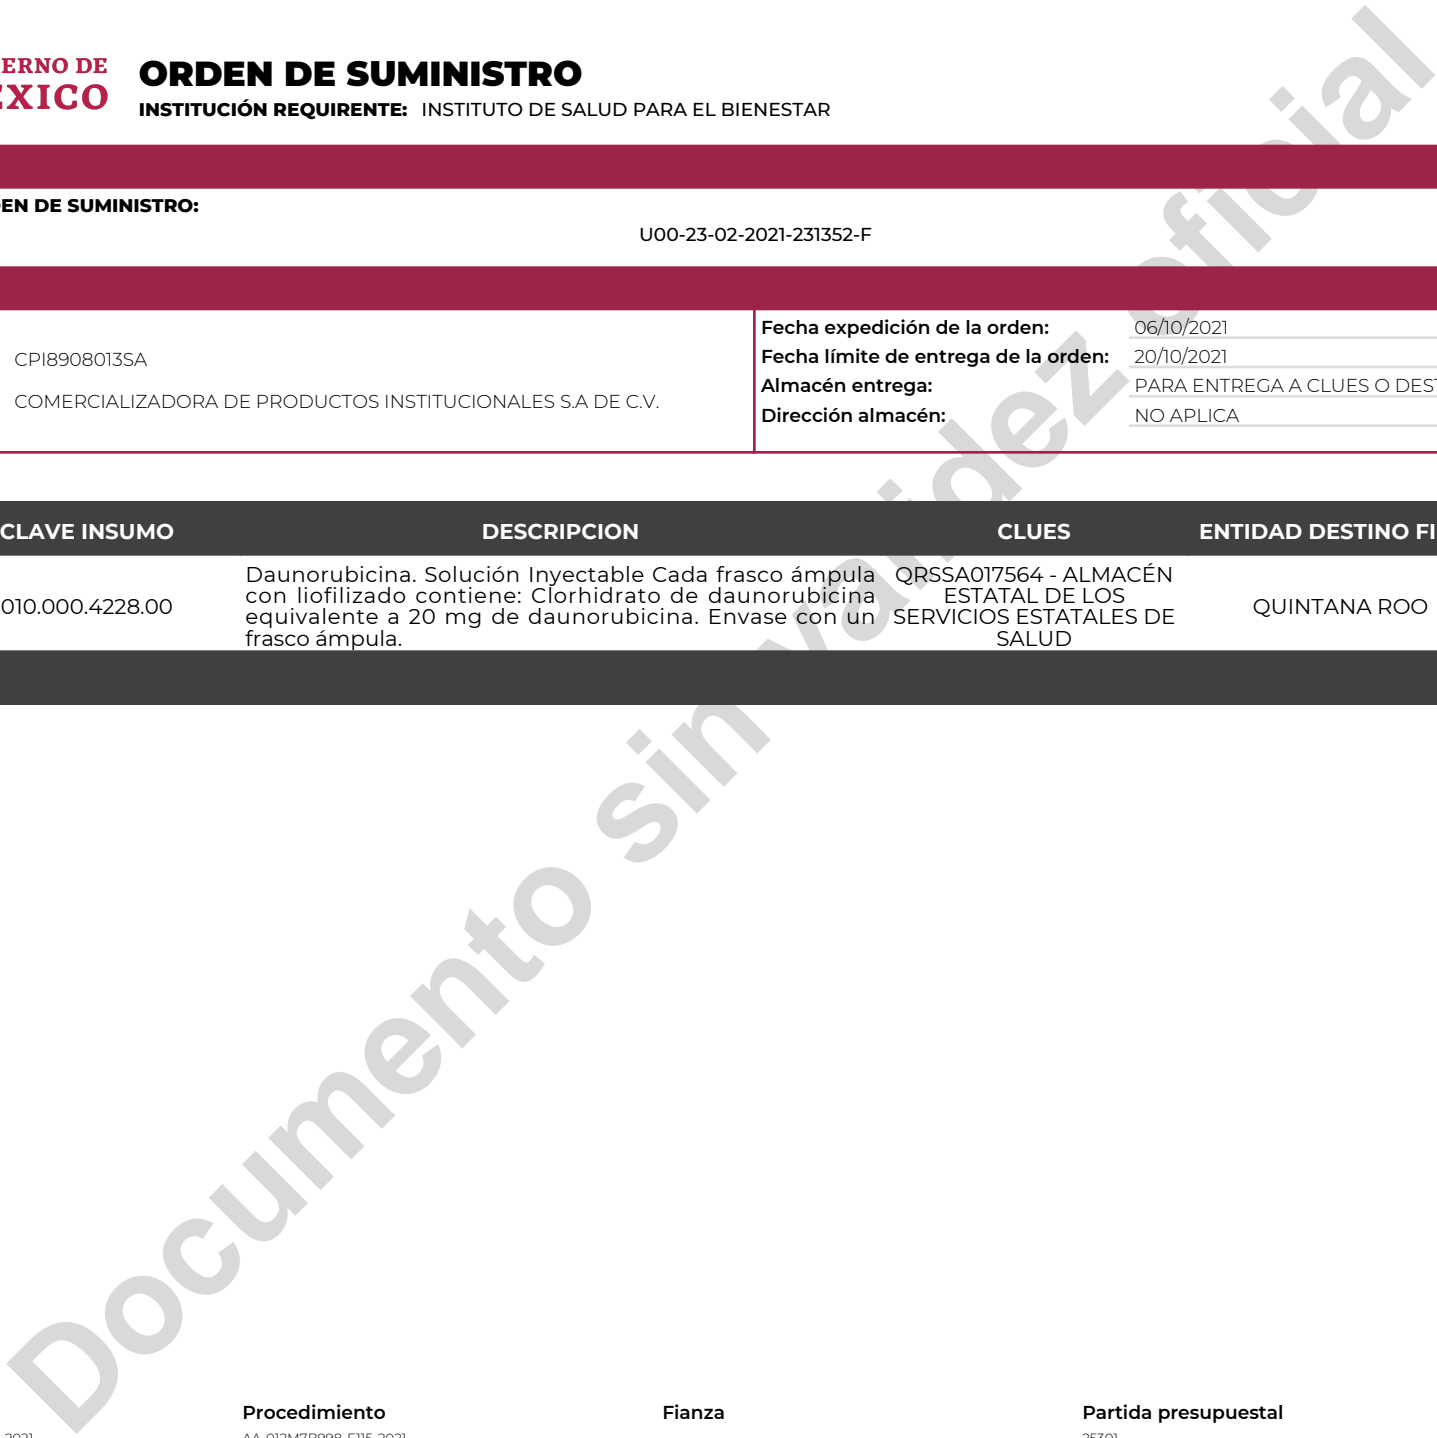 ERNO DE
EXICO
ORDEN DE SUMINISTRO
INSTITUCIÓN REQUIRENTE: INSTITUTO DE SALUD PARA EL BIENESTAR
EN DE SUMINISTRO:
U00-23-02-2021-231352-F
CPI8908013SA
COMERCIALIZADORA DE PRODUCTOS INSTITUCIONALES S.A DE C.V.
Fecha expedición de la orden: 06/10/2021
Fecha límite de entrega de la orden: 20/10/2021
Almacén entrega: PARA ENTREGA A CLUES O DEST
Dirección almacén: NO APLICA
CLAVE INSUMO DESCRIPCION CLUES ENTIDAD DESTINO FI
010.000.4228.00
Daunorubicina. Solución Inyectable Cada frasco ámpula
con liofilizado contiene: Clorhidrato de daunorubicina
equivalente a 20 mg de daunorubicina. Envase con un
frasco ámpula.
QRSSA017564 - ALMACÉN
ESTATAL DE LOS
SERVICIOS ESTATALES DE
SALUD
QUINTANA ROO
Documento sin validez oficial
Procedimiento Fianza Partida presupuestal